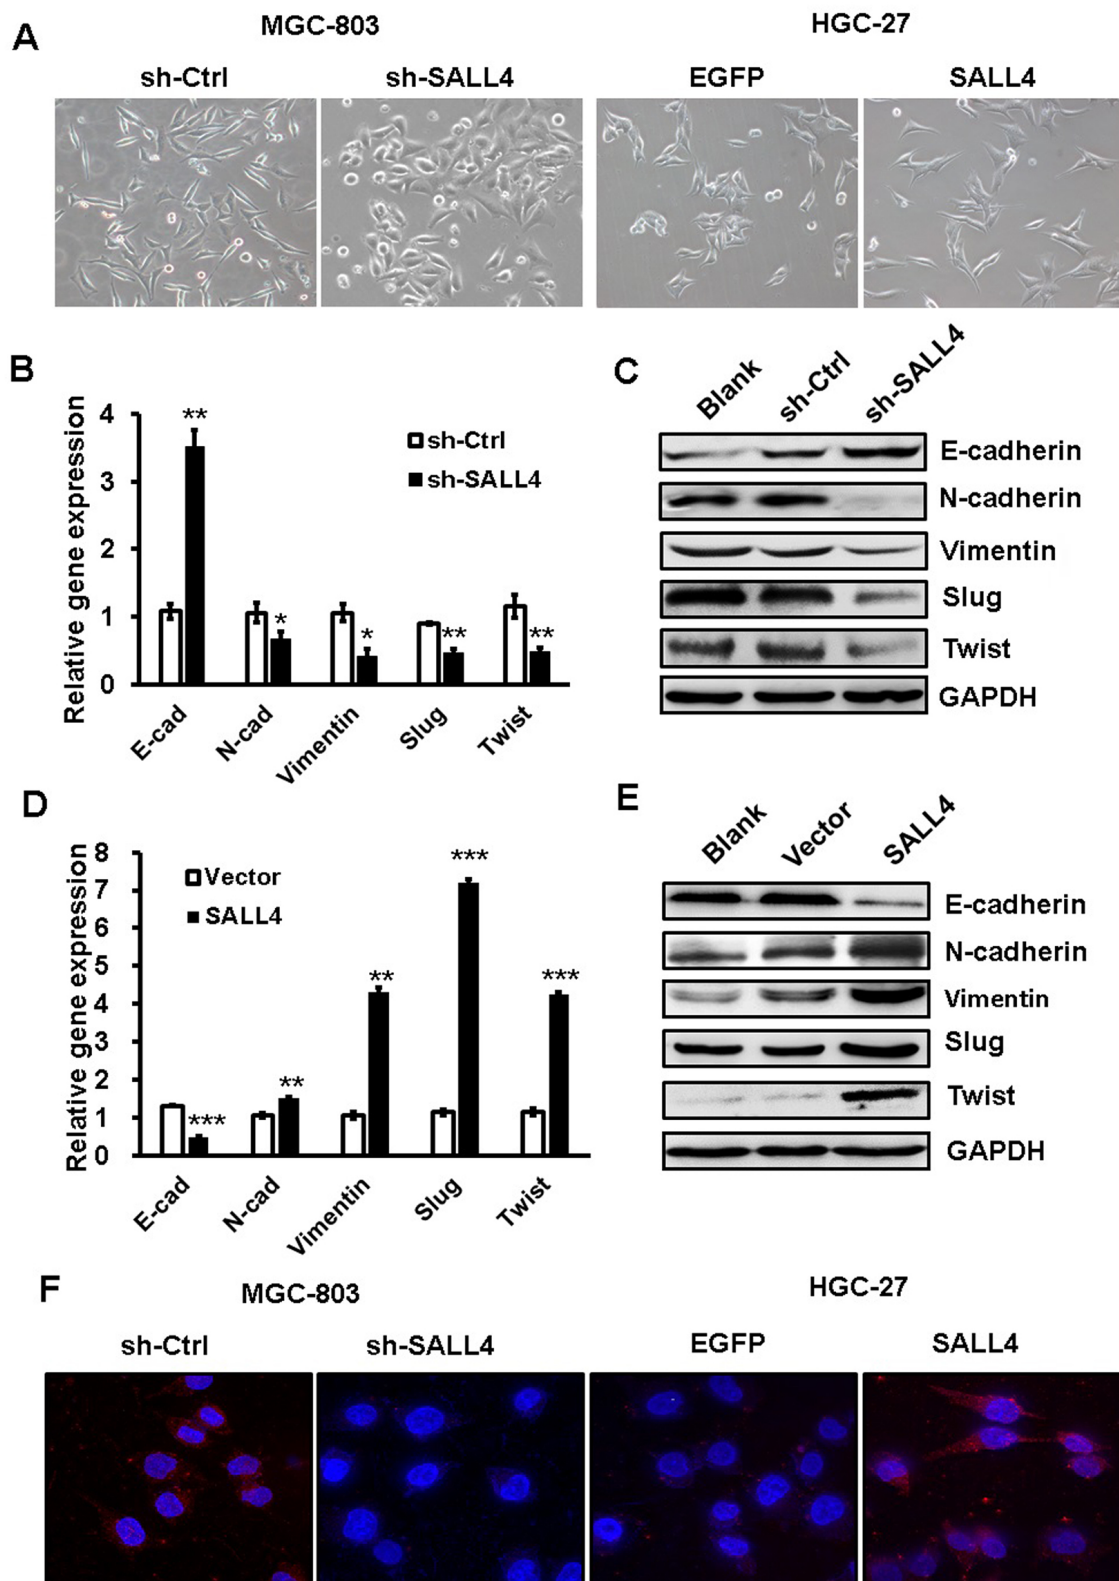 A
MGC-803
HGC-27
sh-Ctrl
sh-SALL4
EGFP
SALL4
B
Relative gene expression
4
3
2
1
0
**
*
*
**
**
sh-Ctrl
sh-SALL4
E-cad
N-cad
Vimentin
Slug
Twist
C
Blank
sh-Ctrl
sh-SALL4
E-cadherin
N-cadherin
Vimentin
Slug
Twist
GAPDH
D
Relative gene expression
8
7
6
5
4
3
2
1
0
Vector
SALL4
***
**
**
***
***
E-cad
N-cad
Vimentin
Slug
Twist
E
Blank
Vector
SALL4
E-cadherin
N-cadherin
Vimentin
Slug
Twist
GAPDH
F
MGC-803
HGC-27
sh-Ctrl
sh-SALL4
EGFP
SALL4